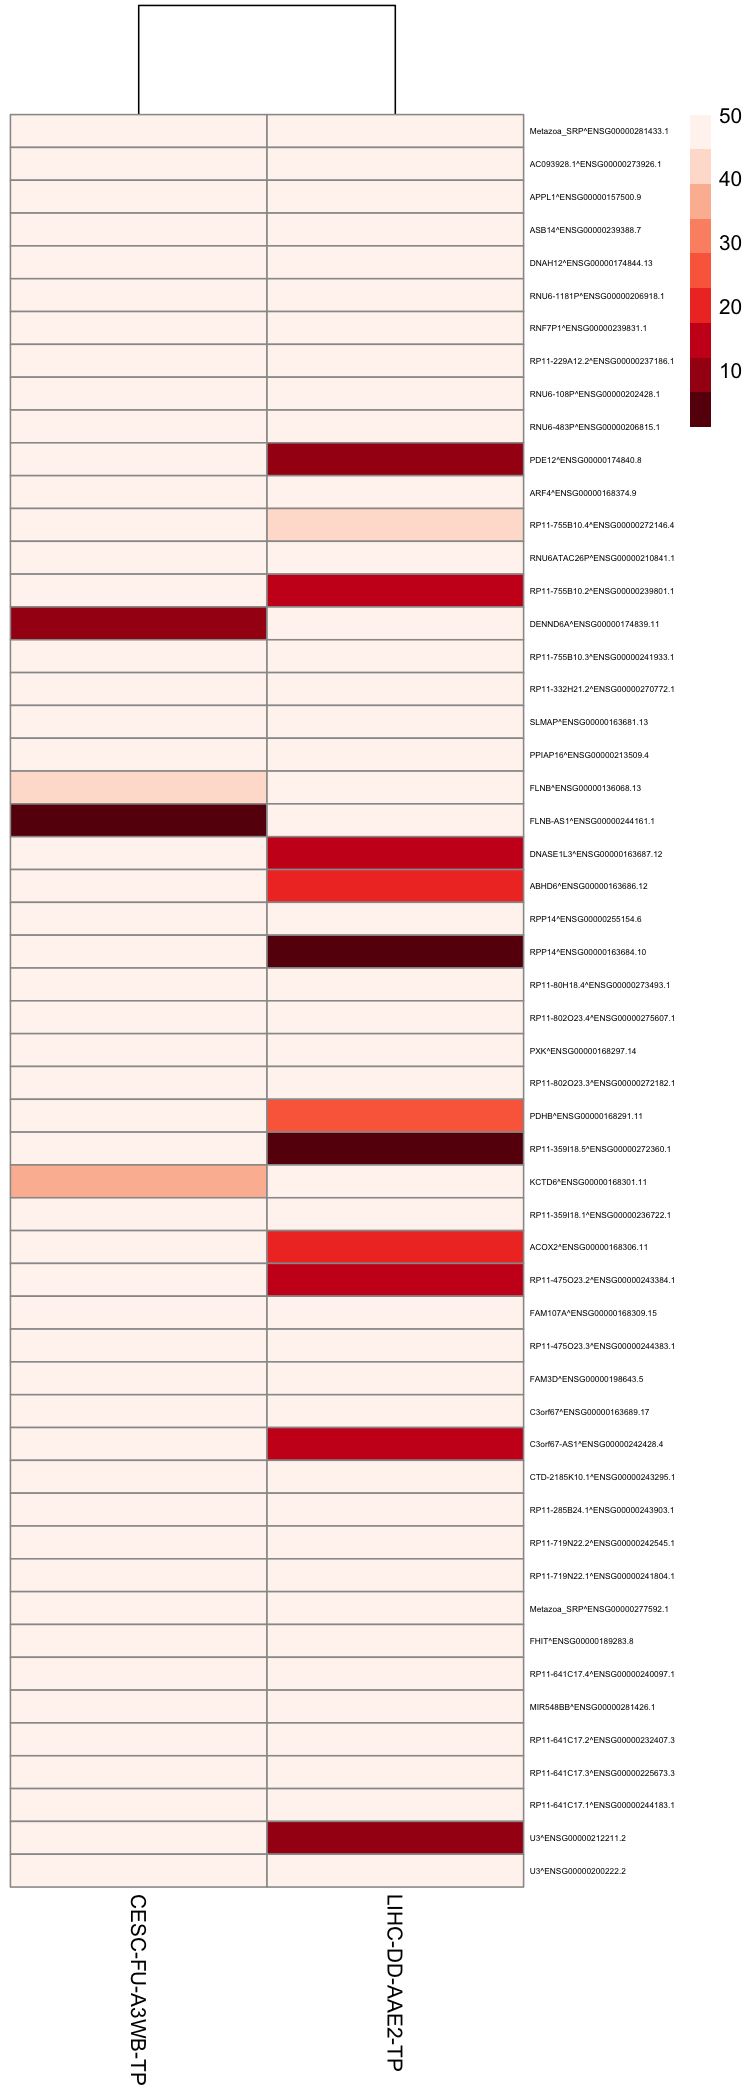 50
40
30
20
10
Metazoa_SRP^ENSG00000281433.1
AC093928.1^ENSG00000273926.1
APPL1^ENSG00000157500.9
ASB14^ENSG00000239388.7
DNAH12^ENSG00000174844.13
RNU6-1181P^ENSG00000206918.1
RNF7P1^ENSG00000239831.1
RP11-229A12.2^ENSG00000237186.1
RNU6-108P^ENSG00000202428.1
RNU6-483P^ENSG00000206815.1
PDE12^ENSG00000174840.8
ARF4^ENSG00000168374.9
RP11-755B10.4^ENSG00000272146.4
RNU6ATAC26P^ENSG00000210841.1
RP11-755B10.2^ENSG00000239801.1
DENND6A^ENSG00000174839.11
RP11-755B10.3^ENSG00000241933.1
RP11-332H21.2^ENSG00000270772.1
SLMAP^ENSG00000163681.13
PPIAP16^ENSG00000213509.4
FLNB^ENSG00000136068.13
FLNB-AS1^ENSG00000244161.1
DNASE1L3^ENSG00000163687.12
ABHD6^ENSG00000163686.12
RPP14^ENSG00000255154.6
RPP14^ENSG00000163684.10
RP11-80H18.4^ENSG00000273493.1
RP11-802O23.4^ENSG00000275607.1
PXK^ENSG00000168297.14
RP11-802O23.3^ENSG00000272182.1
PDHB^ENSG00000168291.11
RP11-359I18.5^ENSG00000272360.1
KCTD6^ENSG00000168301.11
RP11-359I18.1^ENSG00000236722.1
ACOX2^ENSG00000168306.11
RP11-475O23.2^ENSG00000243384.1
FAM107A^ENSG00000168309.15
RP11-475O23.3^ENSG00000244383.1
FAM3D^ENSG00000198643.5
C3orf67^ENSG00000163689.17
C3orf67-AS1^ENSG00000242428.4
CTD-2185K10.1^ENSG00000243295.1
RP11-285B24.1^ENSG00000243903.1
RP11-719N22.2^ENSG00000242545.1
RP11-719N22.1^ENSG00000241804.1
Metazoa_SRP^ENSG00000277592.1
FHIT^ENSG00000189283.8
RP11-641C17.4^ENSG00000240097.1
MIR548BB^ENSG00000281426.1
RP11-641C17.2^ENSG00000232407.3
RP11-641C17.3^ENSG00000225673.3
RP11-641C17.1^ENSG00000244183.1
U3^ENSG00000212211.2
U3^ENSG00000200222.2
CESC-FU-A3WB-TP
LIHC-DD-AAE2-TP